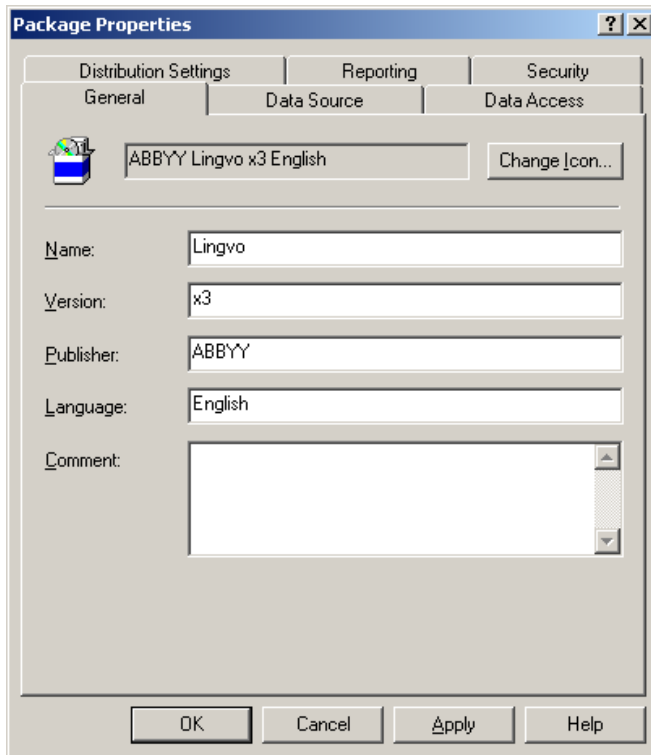 Package Properties
Distribution Settings Reporting Security
General Data Source Data Access
ABBYY Lingvo x3 English Change Icon...
Name: Lingvo
Version: x3
Publisher: ABBYY
Language: English
Comment:
OK Cancel Apply Help